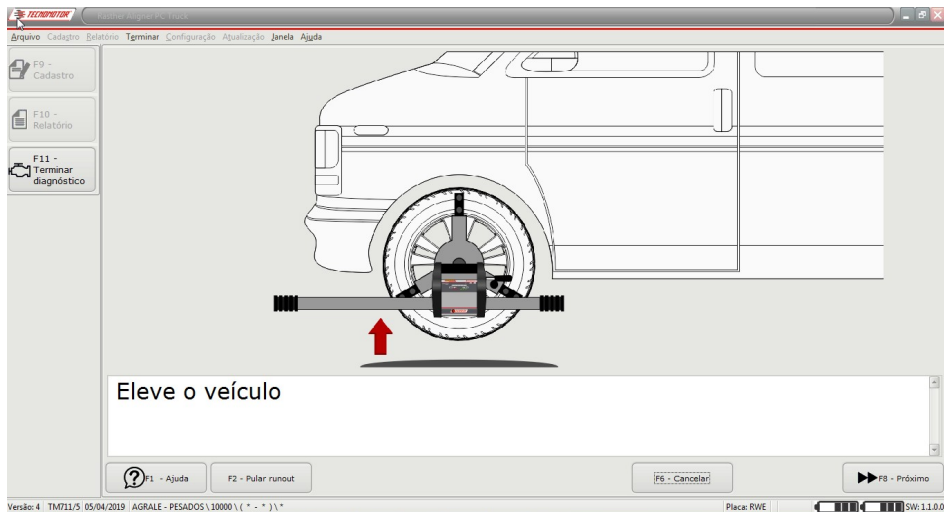 TECNOMOTOR
Rasther Aligner PC Truck
Arquivo Cadastro Relatório Terminar Configuração Atualização Janela Ajuda
F9 -
Cadastro
F10 -
Relatório
F11 -
Terminar
diagnóstico
Eleve o veículo
F1 - Ajuda
F2 - Pular runout
F6 - Cancelar
F8 - Próximo
Versão: 4 TM711/5 05/04/2019 AGRALE - PESADOS \ 10000 \ ( * - * ) \ * Placa: RWE SW: 1.1.0.0